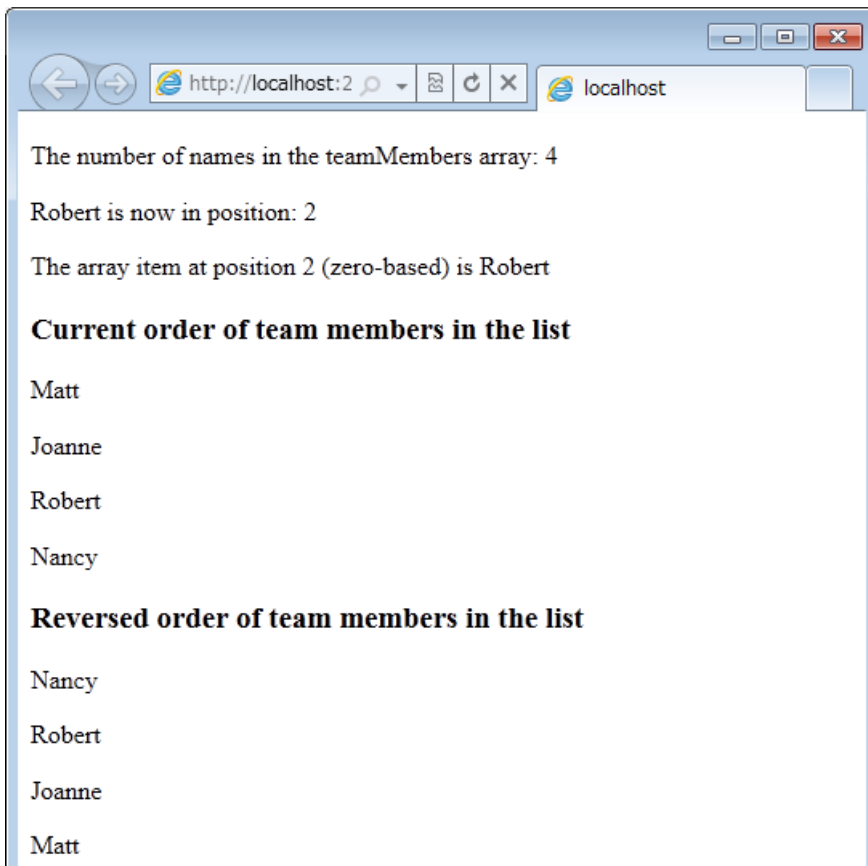 http://localhost:2
localhost
The number of names in the teamMembers array: 4
Robert is now in position: 2
The array item at position 2 (zero-based) is Robert
Current order of team members in the list
Matt
Joanne
Robert
Nancy
Reversed order of team members in the list
Nancy
Robert
Joanne
Matt